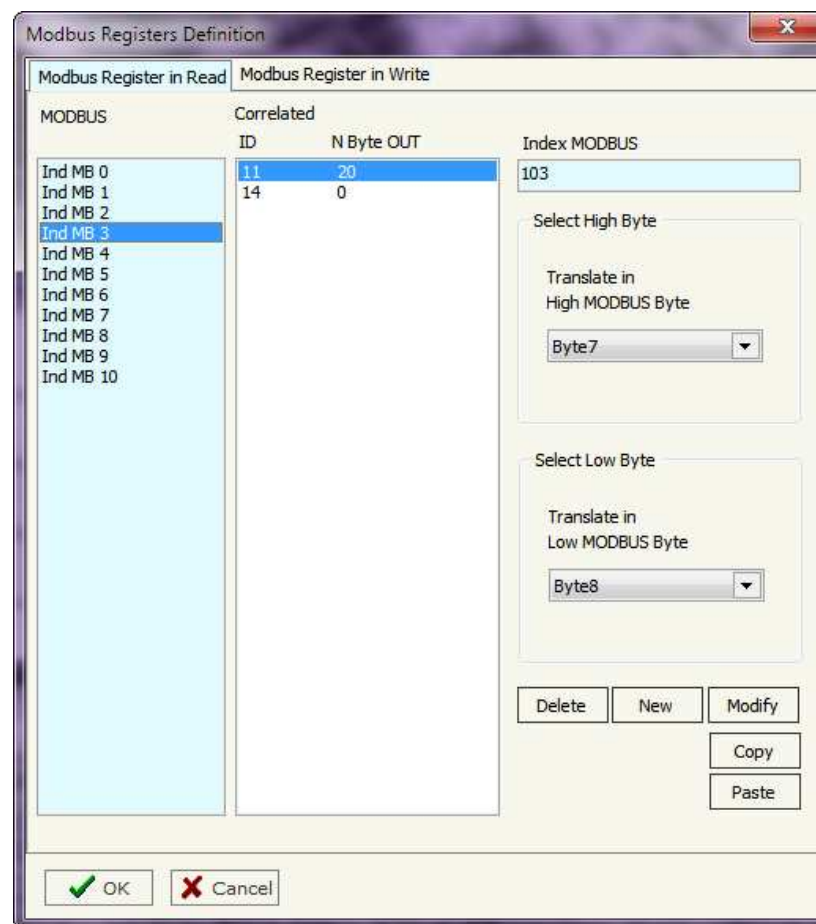 Modbus Registers Definition
Modbus Register in Read
Modbus Register in Write
MODBUS
Correlated
ID N Byte OUT
Ind MB 0
Ind MB 1
Ind MB 2
Ind MB 3
Ind MB 4
Ind MB 5
Ind MB 6
Ind MB 7
Ind MB 8
Ind MB 9
Ind MB 10
11 20
14 0
Index MODBUS
103
Select High Byte
Translate in
High MODBUS Byte
Byte7
Select Low Byte
Translate in
Low MODBUS Byte
Byte8
Delete New Modify
Copy
Paste
OK Cancel